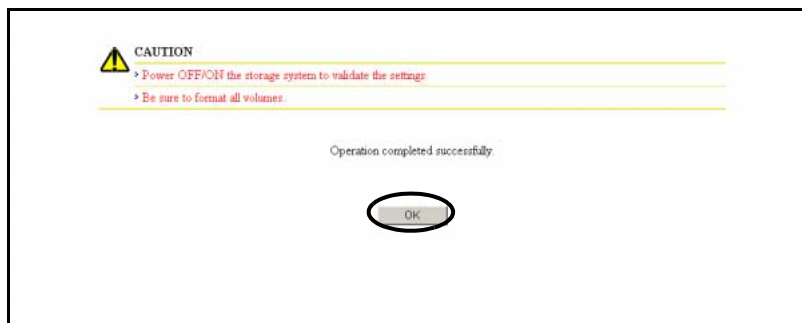 CAUTION
Power OFF/ON the storage system to validate the settings.
Be sure to format all volumes.
Operation completed successfully.
OK